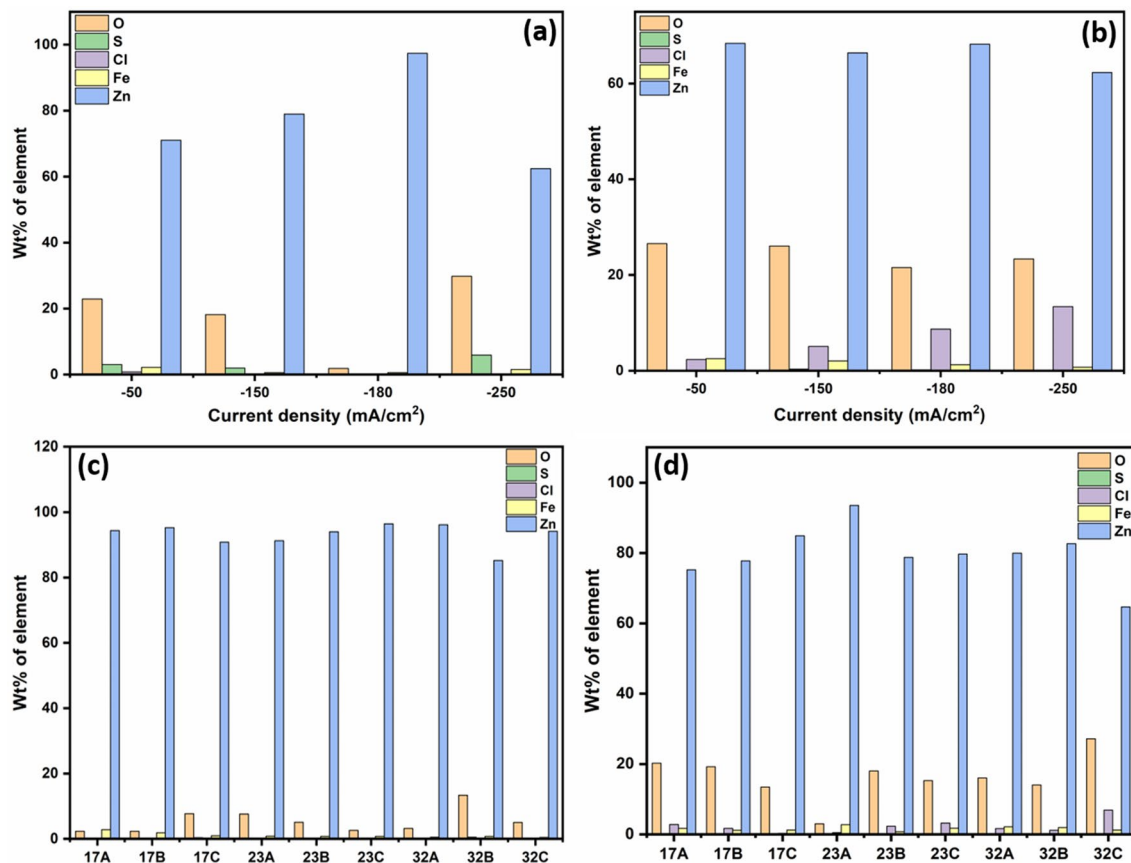 (a)
O
S
Cl
Fe
Zn
100
80
60
40
20
0
Wt% of element
-50 -150 -180 -250
Current density (mA/cm²)
(b)
O
S
Cl
Fe
Zn
60
40
20
0
Wt% of element
-50 -150 -180 -250
Current density (mA/cm²)
(c)
O
S
Cl
Fe
Zn
120
100
80
60
40
20
0
Wt% of element
17A 17B 17C 23A 23B 23C 32A 32B 32C
(d)
O
S
Cl
Fe
Zn
100
80
60
40
20
0
Wt% of element
17A 17B 17C 23A 23B 23C 32A 32B 32C